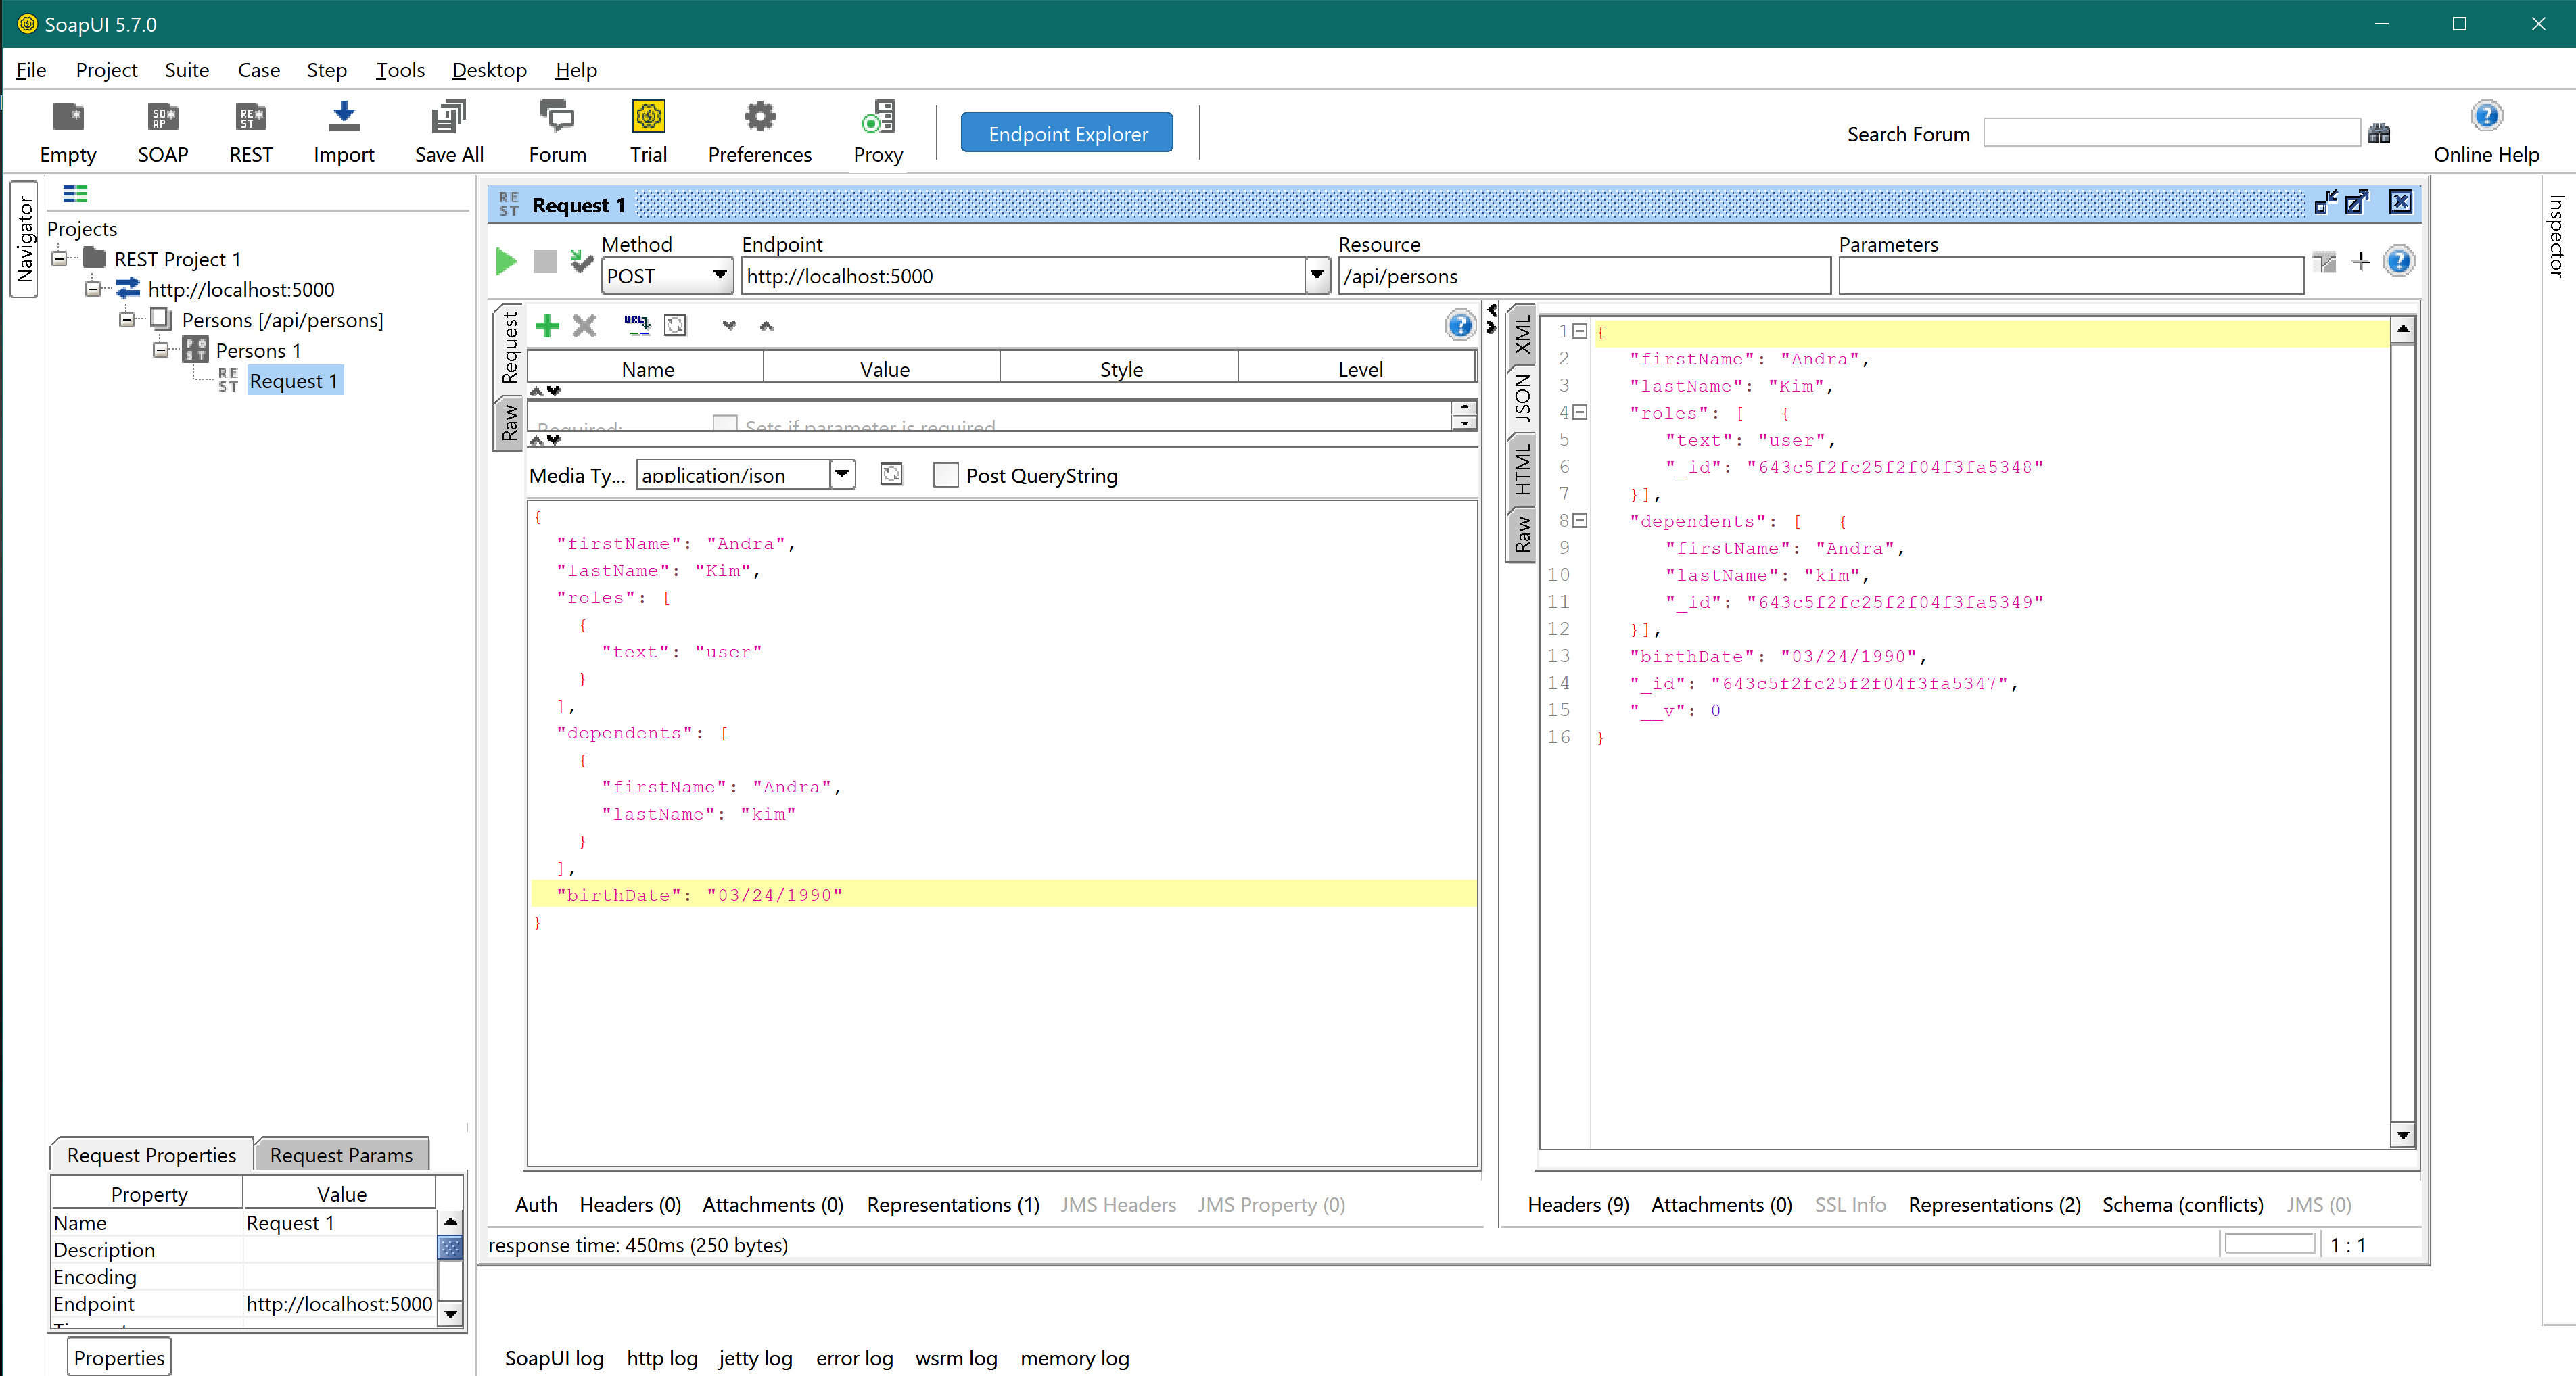 SoapUI 5.7.0
File Project Suite Case Step Tools Desktop Help
Empty SOAP REST Import Save All Forum Trial Preferences Proxy Endpoint Explorer Search Forum Online Help
Navigator
Projects
REST Project 1
http://localhost:5000
Persons [/api/persons]
Persons 1
Request 1
Request Properties Request Params
Property Value
Name Request 1
Description
Encoding
Endpoint http://localhost:5000
Properties
Request 1
Method Endpoint Resource Parameters
POST http://localhost:5000 /api/persons
Request
Raw
Name Value Style Level
Required: Sets if parameter is required
Media Ty... application/json Post QueryString
{
"firstName": "Andra",
"lastName": "Kim",
"roles": [
{
"text": "user"
}
],
"dependents": [
{
"firstName": "Andra",
"lastName": "kim"
}
],
"birthDate": "03/24/1990"
}
Auth Headers (0) Attachments (0) Representations (1) JMS Headers JMS Property (0)
XML
JSON
HTML
Raw
1 {
2 "firstName": "Andra",
3 "lastName": "Kim",
4 "roles": [ {
5 "text": "user",
6 "_id": "643c5f2fc25f2f04f3fa5348"
7 }],
8 "dependents": [ {
9 "firstName": "Andra",
10 "lastName": "kim",
11 "_id": "643c5f2fc25f2f04f3fa5349"
12 }],
13 "birthDate": "03/24/1990",
14 "_id": "643c5f2fc25f2f04f3fa5347",
15 "__v": 0
16 }
Headers (9) Attachments (0) SSL Info Representations (2) Schema (conflicts) JMS (0)
response time: 450ms (250 bytes) 1 : 1
SoapUI log http log jetty log error log wsrm log memory log
Inspector